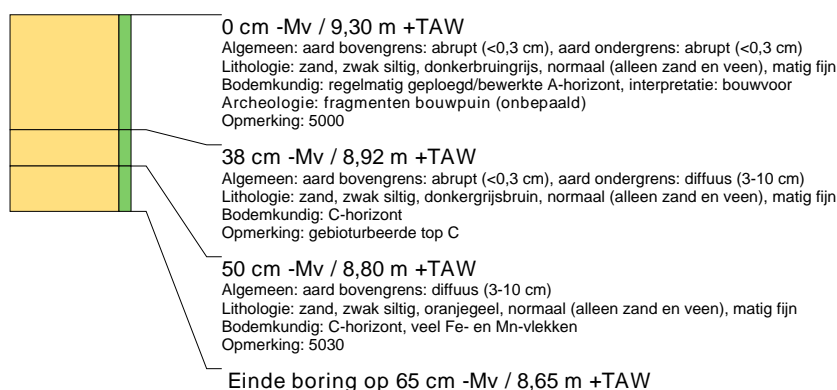 0 cm -Mv / 9,30 m +TAW
Algemeen: aard bovengrens: abrupt (<0,3 cm), aard ondergrens: abrupt (<0,3 cm)
Lithologie: zand, zwak siltig, donkerbruingrijs, normaal (alleen zand en veen), matig fijn
Bodemkundig: regelmatig geploegd/bewerkte A-horizont, interpretatie: bouwvoor
Archeologie: fragmenten bouwpuin (onbepaald)
Opmerking: 5000
38 cm -Mv / 8,92 m +TAW
Algemeen: aard bovengrens: abrupt (<0,3 cm), aard ondergrens: diffuus (3-10 cm)
Lithologie: zand, zwak siltig, donkergrijsbruin, normaal (alleen zand en veen), matig fijn
Bodemkundig: C-horizont
Opmerking: gebioturbeerde top C
50 cm -Mv / 8,80 m +TAW
Algemeen: aard bovengrens: diffuus (3-10 cm)
Lithologie: zand, zwak siltig, oranjegeel, normaal (alleen zand en veen), matig fijn
Bodemkundig: C-horizont, veel Fe- en Mn-vlekken
Opmerking: 5030
Einde boring op 65 cm -Mv / 8,65 m +TAW